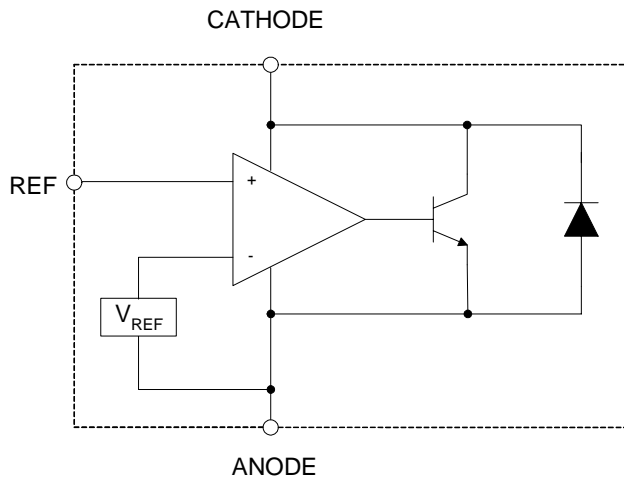 CATHODE
REF
+
-
VREF
ANODE